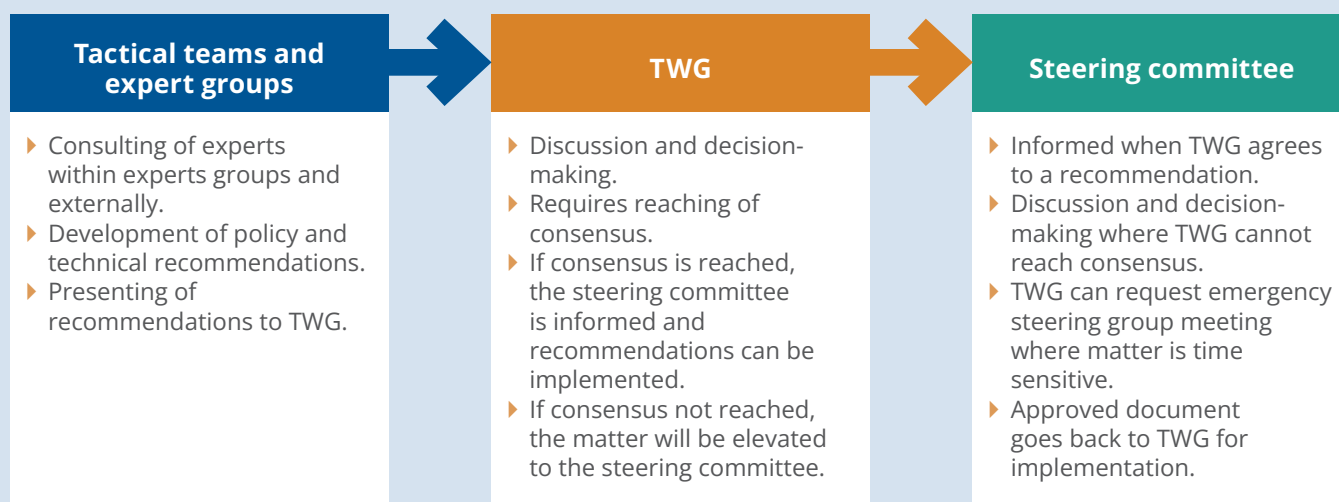 Tactical teams and
expert groups
Consulting of experts
within experts groups and
externally.
Development of policy and
technical recommendations.
Presenting of
recommendations to TWG.
TWG
Discussion and decision-
making.
Requires reaching of
consensus.
If consensus is reached,
the steering committee
is informed and
recommendations can be
implemented.
If consensus not reached,
the matter will be elevated
to the steering committee.
Steering committee
Informed when TWG agrees
to a recommendation.
Discussion and decision-
making where TWG cannot
reach consensus.
TWG can request emergency
steering group meeting
where matter is time
sensitive.
Approved document
goes back to TWG for
implementation.